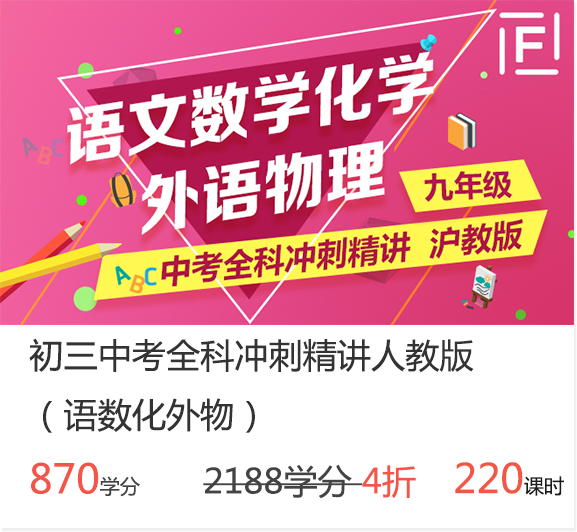 F
语文数学化学
外语物理
九年级
ABC
ABC 中考全科冲刺精讲 沪教版
初三中考全科冲刺精讲人教版
（语数化外物）
870学分 2188学分 4折 220课时